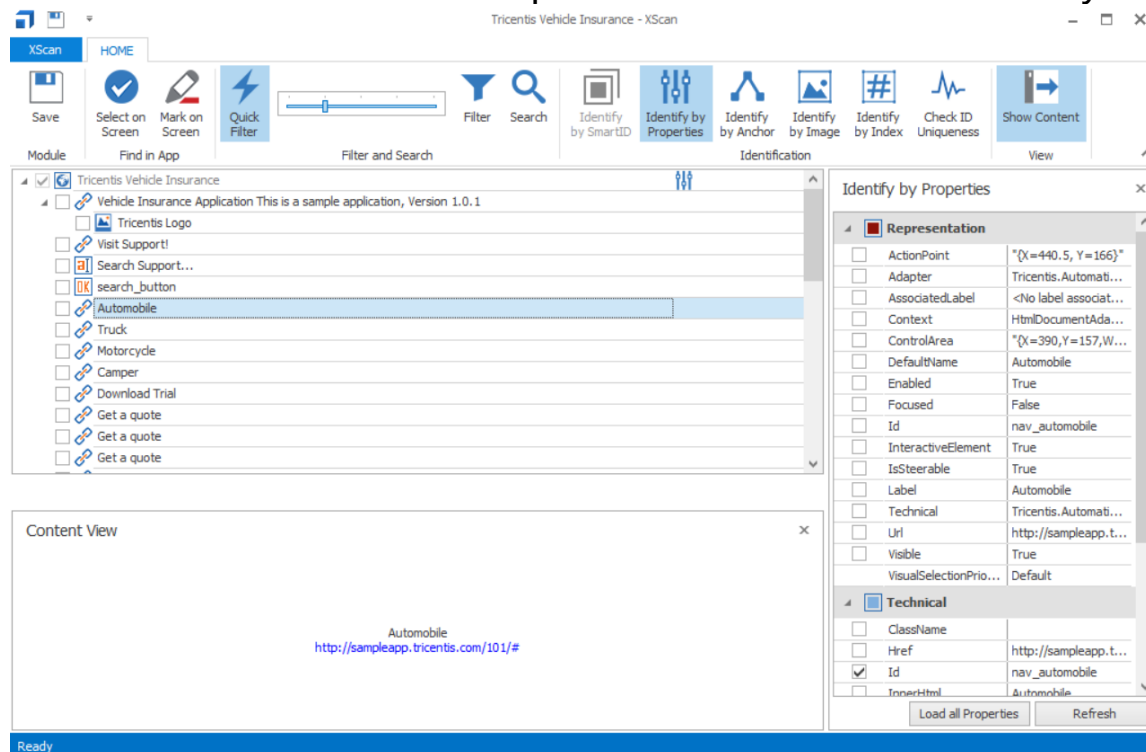 Tricentis Vehicle Insurance - XScan
XScan
HOME
Save
Select on Screen
Mark on Screen
Quick Filter
Filter
Search
Identify by SmartID
Identify by Properties
Identify by Anchor
Identify by Image
Identify by Index
Check ID Uniqueness
Show Content
Module
Find in App
Filter and Search
Identification
View
Tricentis Vehicle Insurance
Vehicle Insurance Application This is a sample application, Version 1.0.1
Tricentis Logo
Visit Support!
Search Support...
search_button
Automobile
Truck
Motorcycle
Camper
Download Trial
Get a quote
Get a quote
Get a quote
Content View
Automobile
http://sampleapp.tricentis.com/101/#
Identify by Properties
Representation
ActionPoint "{X=440.5, Y=166}"
Adapter Tricentis.Automati...
AssociatedLabel <No label associat...
Context HtmlDocumentAda...
ControlArea "{X=390,Y=157,W...
DefaultName Automobile
Enabled True
Focused False
Id nav_automobile
InteractiveElement True
IsSteerable True
Label Automobile
Technical Tricentis.Automati...
Url http://sampleapp.t...
Visible True
VisualSelectionPrio... Default
Technical
ClassName
Href http://sampleapp.t...
Id nav_automobile
InnerHtml Automobile
Load all Properties
Refresh
Ready